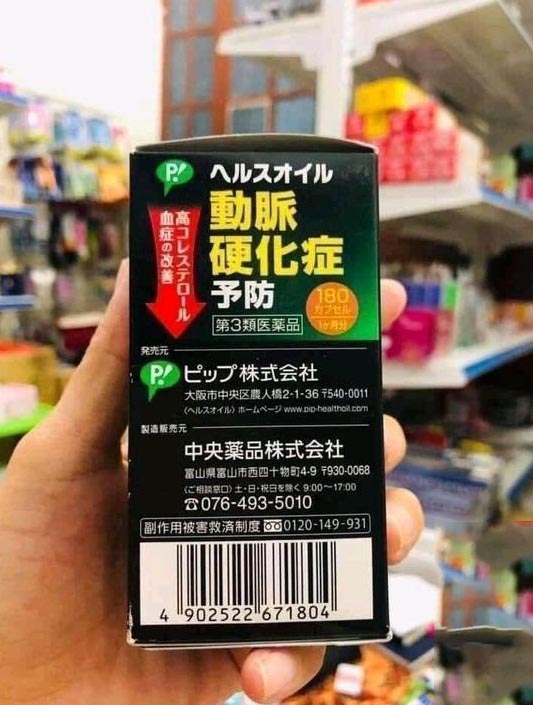 P!
ヘルスオイル
動脈
硬化症
予防
高コレステロール
血症の改善
180
カプセル
1ヶ月分
第3類医薬品
発売元
P! ピップ株式会社
大阪市中央区農人橋2-1-36 〒540-0011
〈ヘルスオイル〉ホームページ www.pip-healthoil.com
製造販売元
中央薬品株式会社
富山県富山市西四十物町4-9 〒930-0068
〈ご相談窓口〉土・日・祝日を除く 9:00〜17:00
☎076-493-5010
副作用被害救済制度 0120-149-931
4 902522 671804